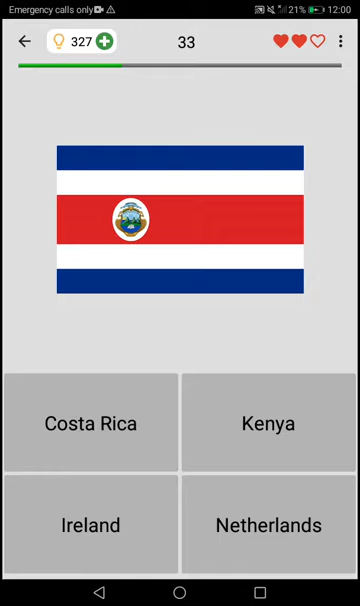 Emergency calls only 21% 12:00
327 33
Costa Rica Kenya
Ireland Netherlands